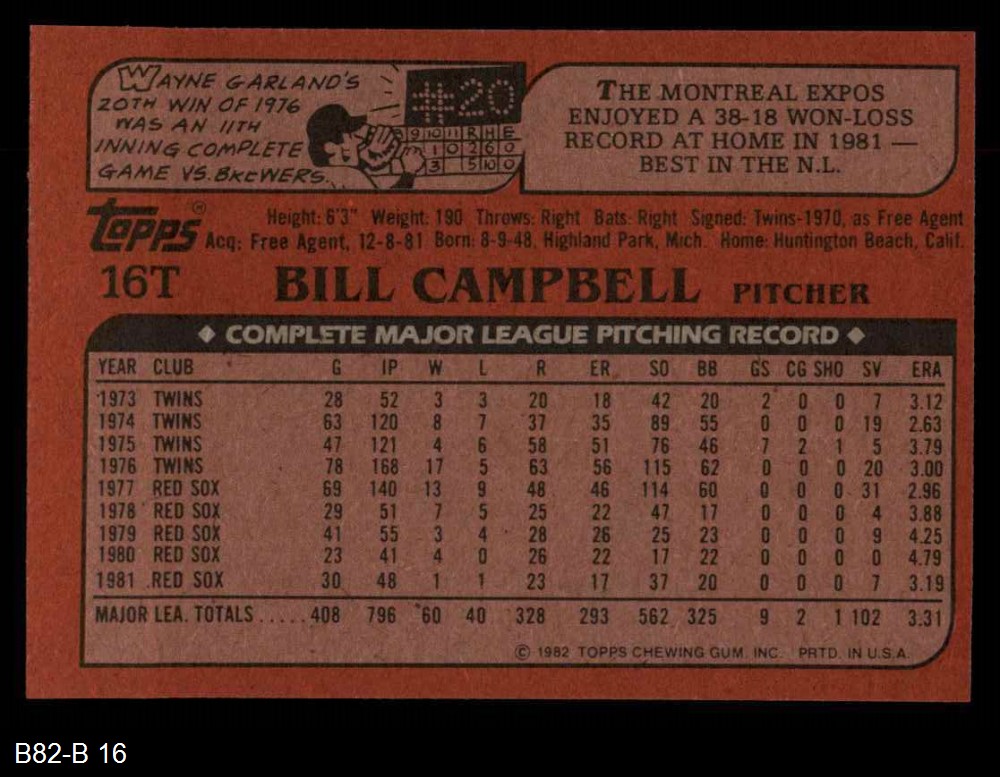 WAYNE GARLAND'S
20TH WIN OF 1976
WAS AN 11TH
INNING COMPLETE
GAME VS. BREWERS.
#20
9 10 11 R H E
1 0 2 6 0
3 1 5 10 0
THE MONTREAL EXPOS
ENJOYED A 38-18 WON-LOSS
RECORD AT HOME IN 1981 —
BEST IN THE N.L.
Topps®
Height: 6'3" Weight: 190 Throws: Right Bats: Right Signed: Twins-1970, as Free Agent
Acq: Free Agent, 12-8-81 Born: 8-9-48, Highland Park, Mich. Home: Huntington Beach, Calif.
16T BILL CAMPBELL PITCHER
◆ COMPLETE MAJOR LEAGUE PITCHING RECORD ◆
YEAR CLUB G IP W L R ER SO BB GS CG SHO SV ERA
1973 TWINS 28 52 3 3 20 18 42 20 2 0 0 7 3.12
1974 TWINS 63 120 8 7 37 35 89 55 0 0 0 19 2.63
1975 TWINS 47 121 4 6 58 51 76 46 7 2 1 5 3.79
1976 TWINS 78 168 17 5 63 56 115 62 0 0 0 20 3.00
1977 RED SOX 69 140 13 9 48 46 114 60 0 0 0 31 2.96
1978 RED SOX 29 51 7 5 25 22 47 17 0 0 0 4 3.88
1979 RED SOX 41 55 3 4 28 26 25 23 0 0 0 9 4.25
1980 RED SOX 23 41 4 0 26 22 17 22 0 0 0 0 4.79
1981 RED SOX 30 48 1 1 23 17 37 20 0 0 0 7 3.19
MAJOR LEA. TOTALS.....408 796 60 40 328 293 562 325 9 2 1 102 3.31
© 1982 TOPPS CHEWING GUM. INC. PRTD. IN U.S.A.
B82-B 16